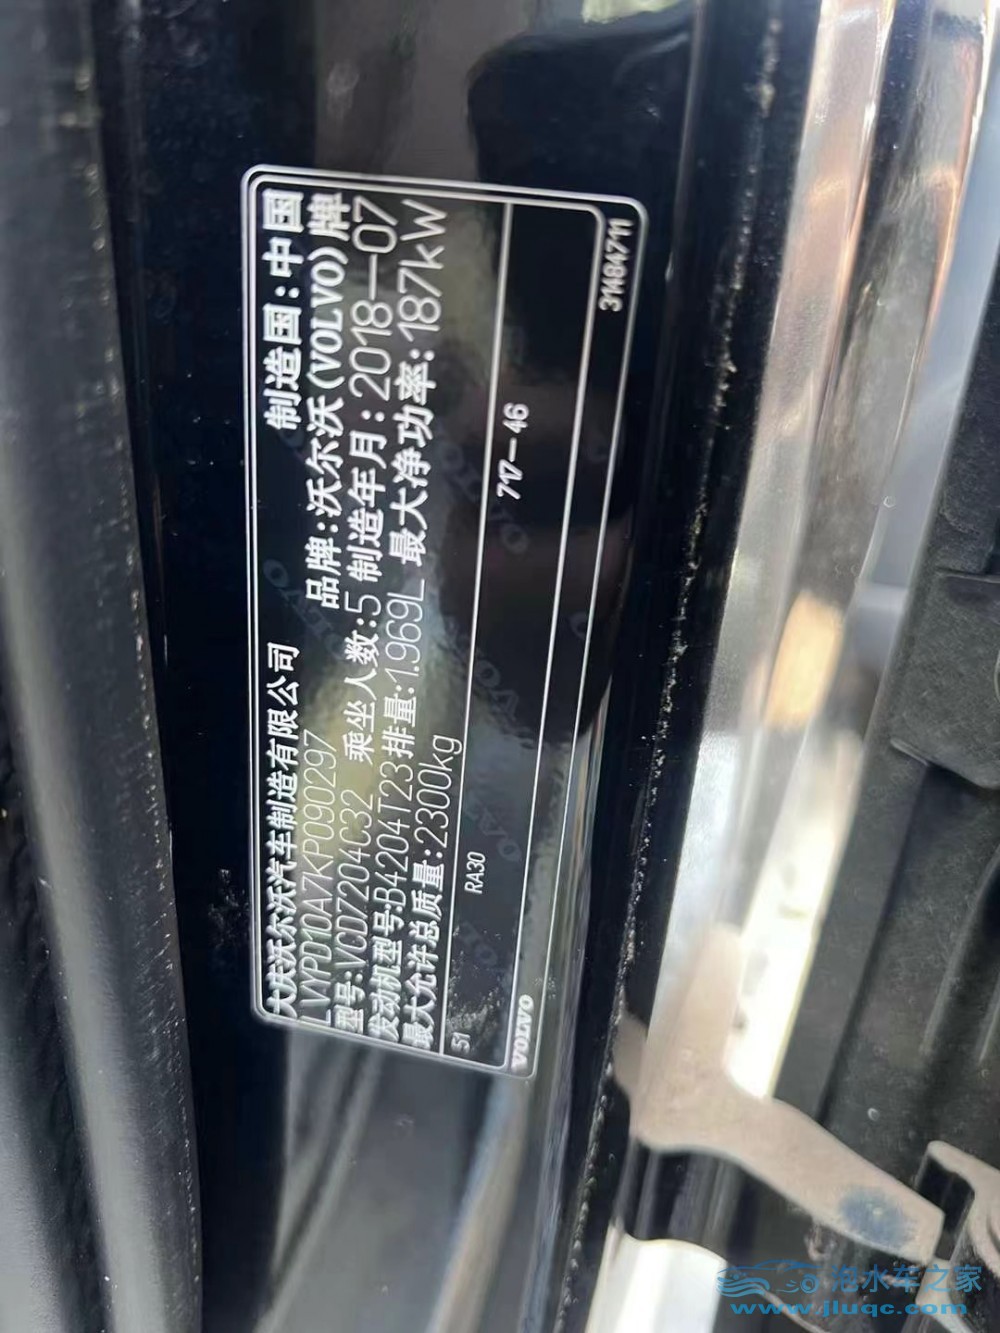 大庆沃尔沃汽车制造有限公司 制造国:中国
LVYPD10A7KP090297 品牌:沃尔沃(VOLVO)牌
型号:VCD7204C32 乘坐人数:5 制造年月:2018-07
发动机型号:B4204T23 排量:1.969L 最大净功率:187kW
最大允许总质量:2300kg
51 RA30 717-46
VOLVO 31484711
泡水车之家
www.jluqc.com